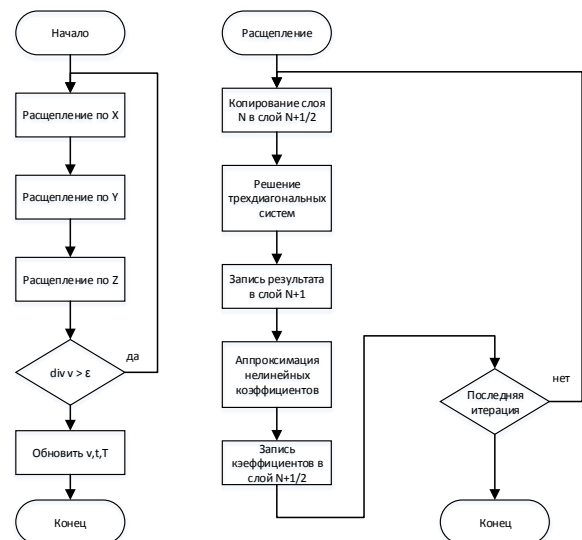 Начало
Расщепление по X
Расщепление по Y
Расщепление по Z
div v > ε
да
Обновить v,t,T
Конец
Расщепление
Копирование слоя
N в слой N+1/2
Решение
трехдиагональных
систем
Запись результата
в слой N+1
Аппроксимация
нелинейных
коэффициентов
Запись
кэеффициентов в
слой N+1/2
Последняя
итерация
нет
Конец